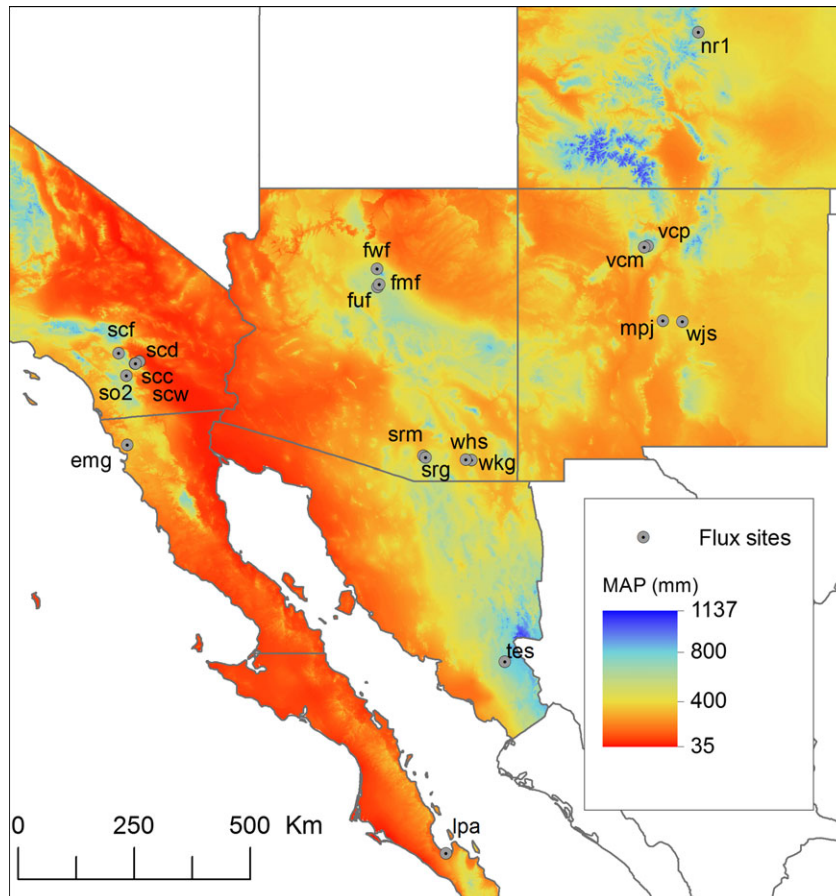 nr1
vcp
vcm
fwf
fmf
fuf
mpj
wjs
scf
scd
scc
so2
scw
emg
srm
whs
srg
wkg
Flux sites
MAP (mm)
1137
800
400
35
tes
0 250 500 Km
lpa